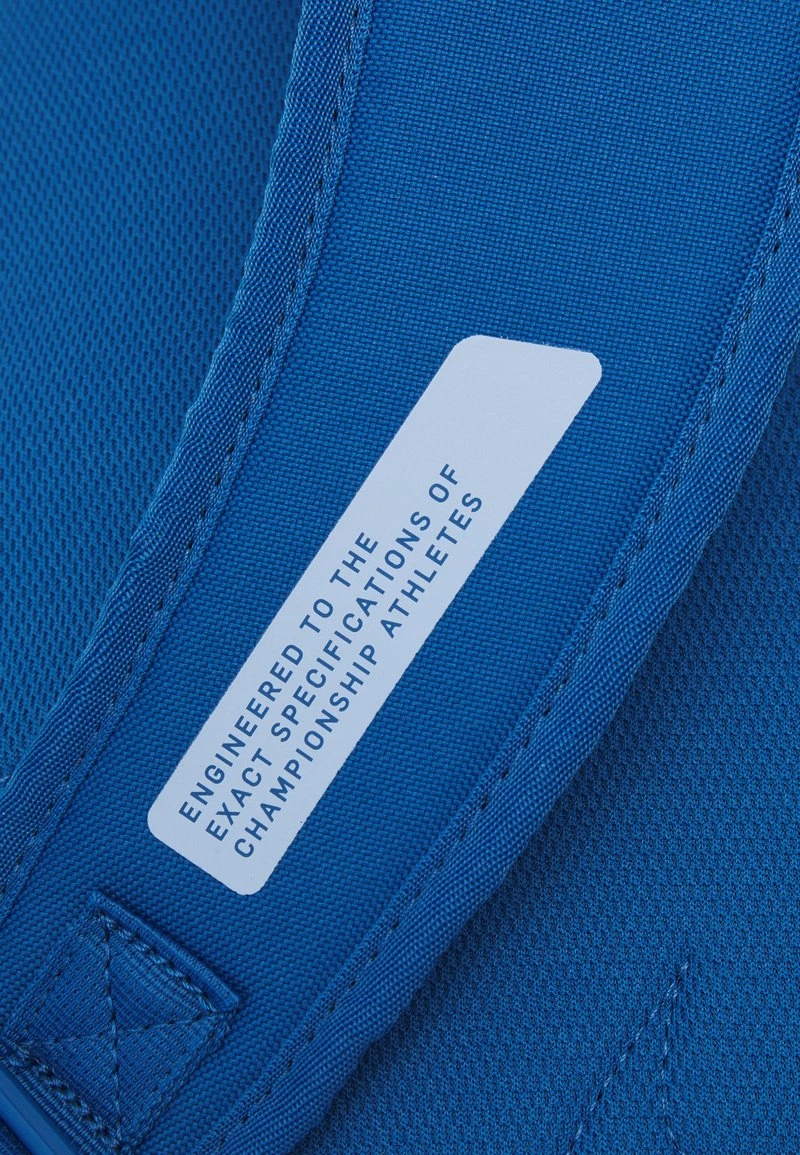 ENGINEERED TO THE
EXACT SPECIFICATIONS OF
CHAMPIONSHIP ATHLETES